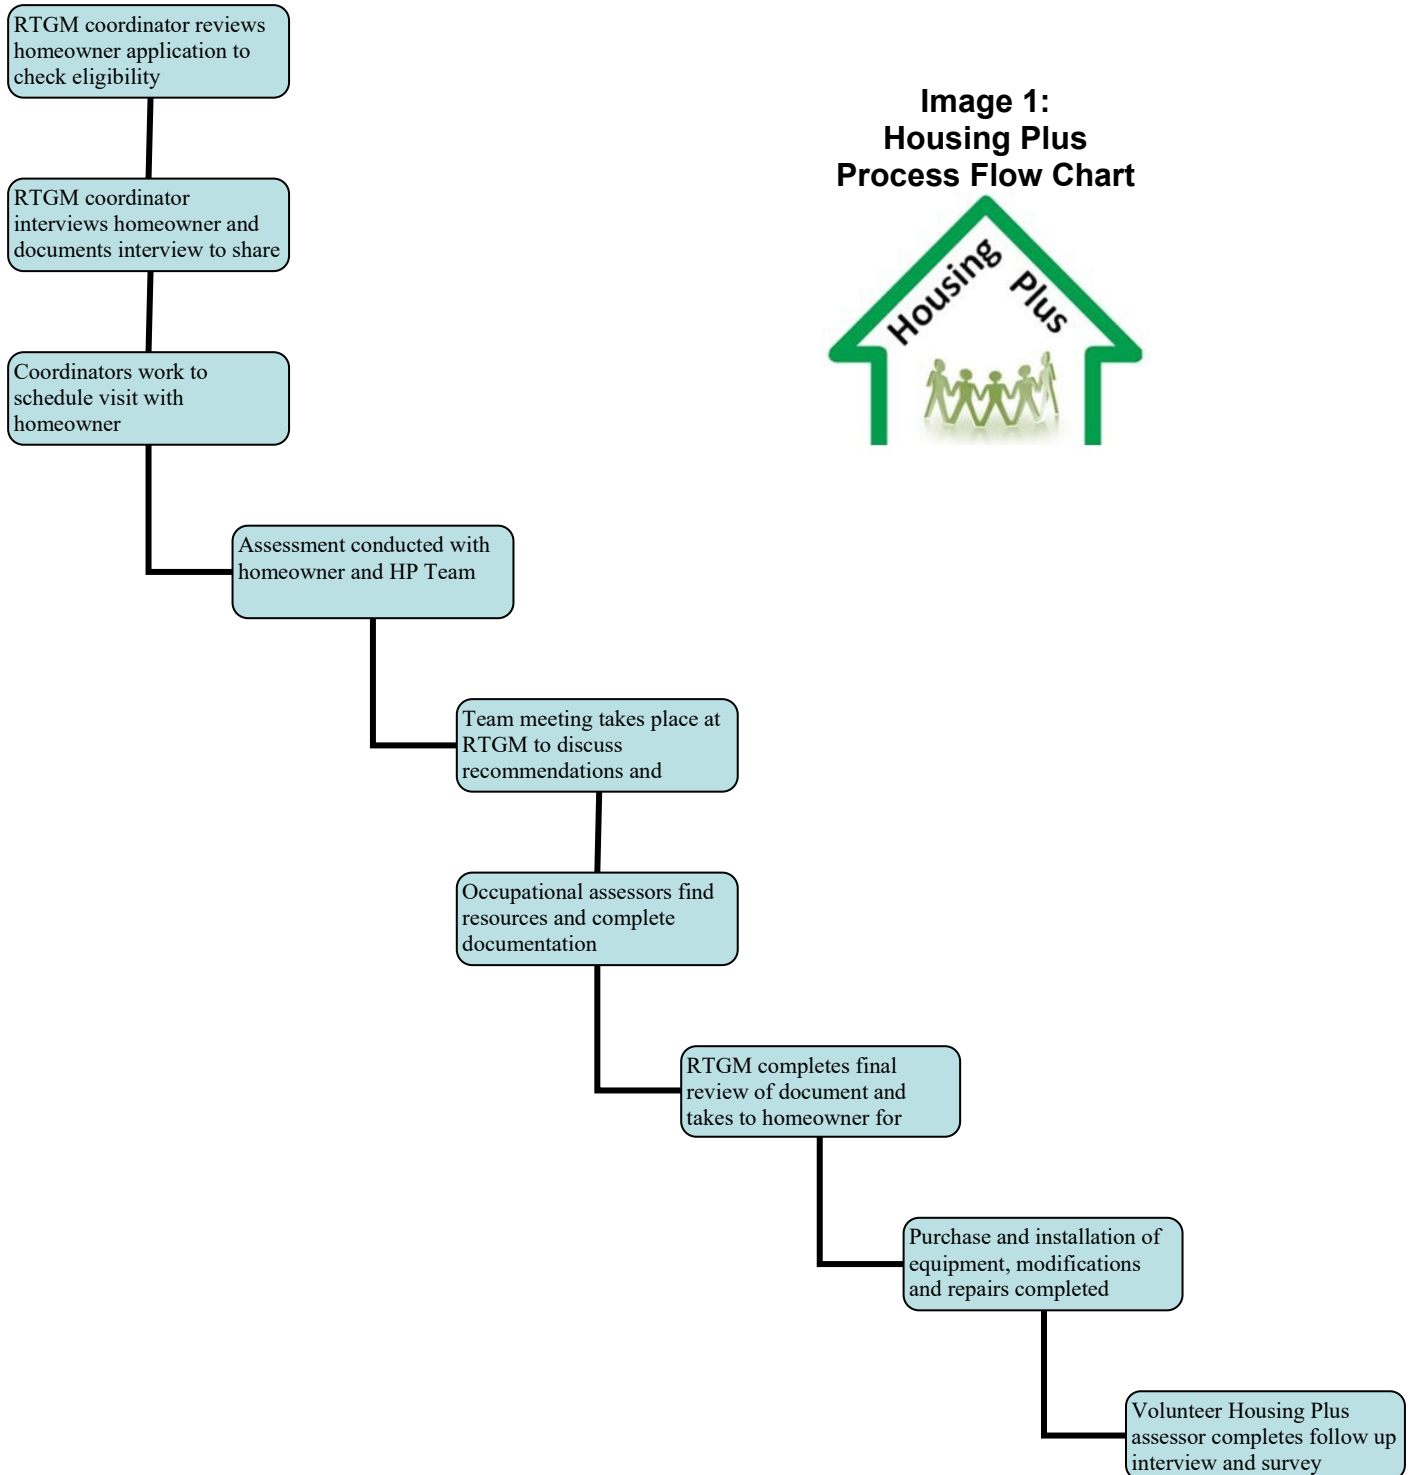 RTGM coordinator reviews
homeowner application to
check eligibility
Image 1:
Housing Plus
Process Flow Chart
Housing Plus
RTGM coordinator
interviews homeowner and
documents interview to share
Coordinators work to
schedule visit with
homeowner
Assessment conducted with
homeowner and HP Team
Team meeting takes place at
RTGM to discuss
recommendations and
Occupational assessors find
resources and complete
documentation
RTGM completes final
review of document and
takes to homeowner for
Purchase and installation of
equipment, modifications
and repairs completed
Volunteer Housing Plus
assessor completes follow up
interview and survey